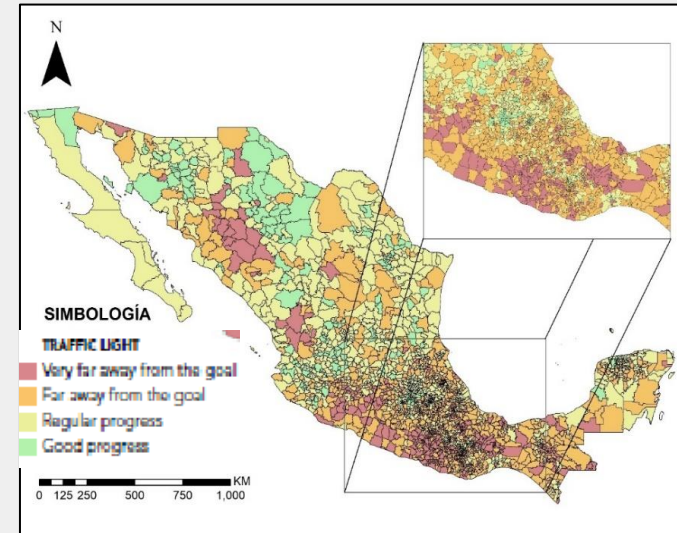 N
SIMBOLOGÍA
TRAFFIC LIGHT
Very far away from the goal
Far away from the goal
Regular progress
Good progress
KM
0 125 250 500 750 1,000